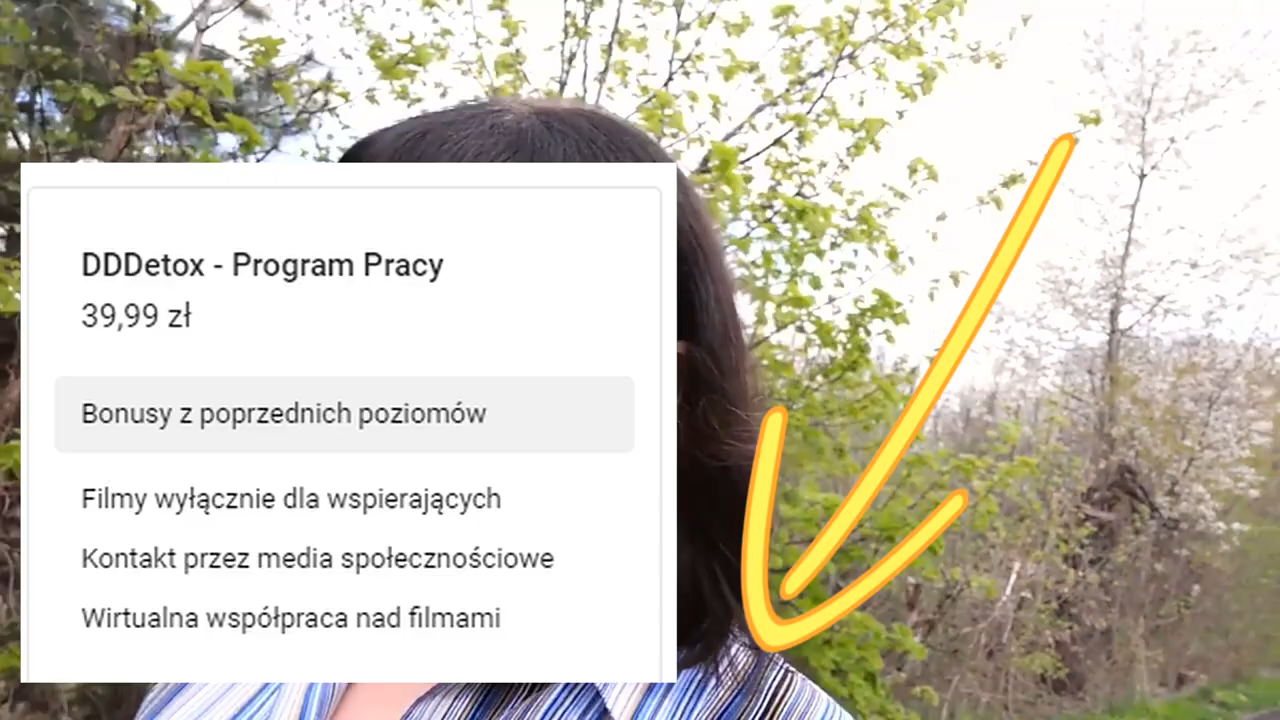 DDDetox - Program Pracy
39,99 zł
Bonusy z poprzednich poziomów
Filmy wyłącznie dla wspierających
Kontakt przez media społecznościowe
Wirtualna współpraca nad filmami